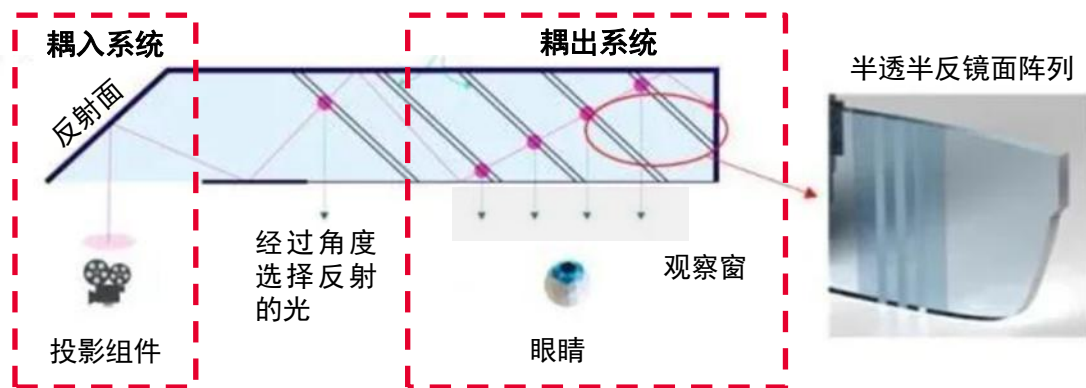 耦入系统
耦出系统
半透半反镜面阵列
反射面
经过角度
选择反射
的光
观察窗
投影组件
眼睛